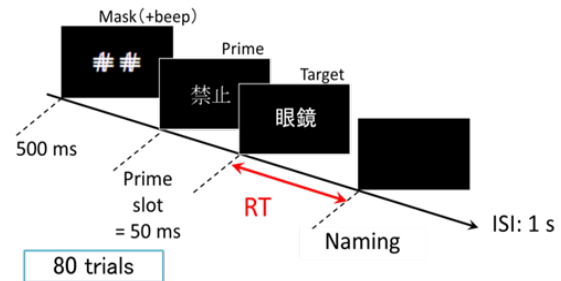 Mask(+beep)
##
Prime
禁止
Target
眼鏡
500 ms
Prime
slot
= 50 ms
RT
Naming
ISI: 1 s
80 trials